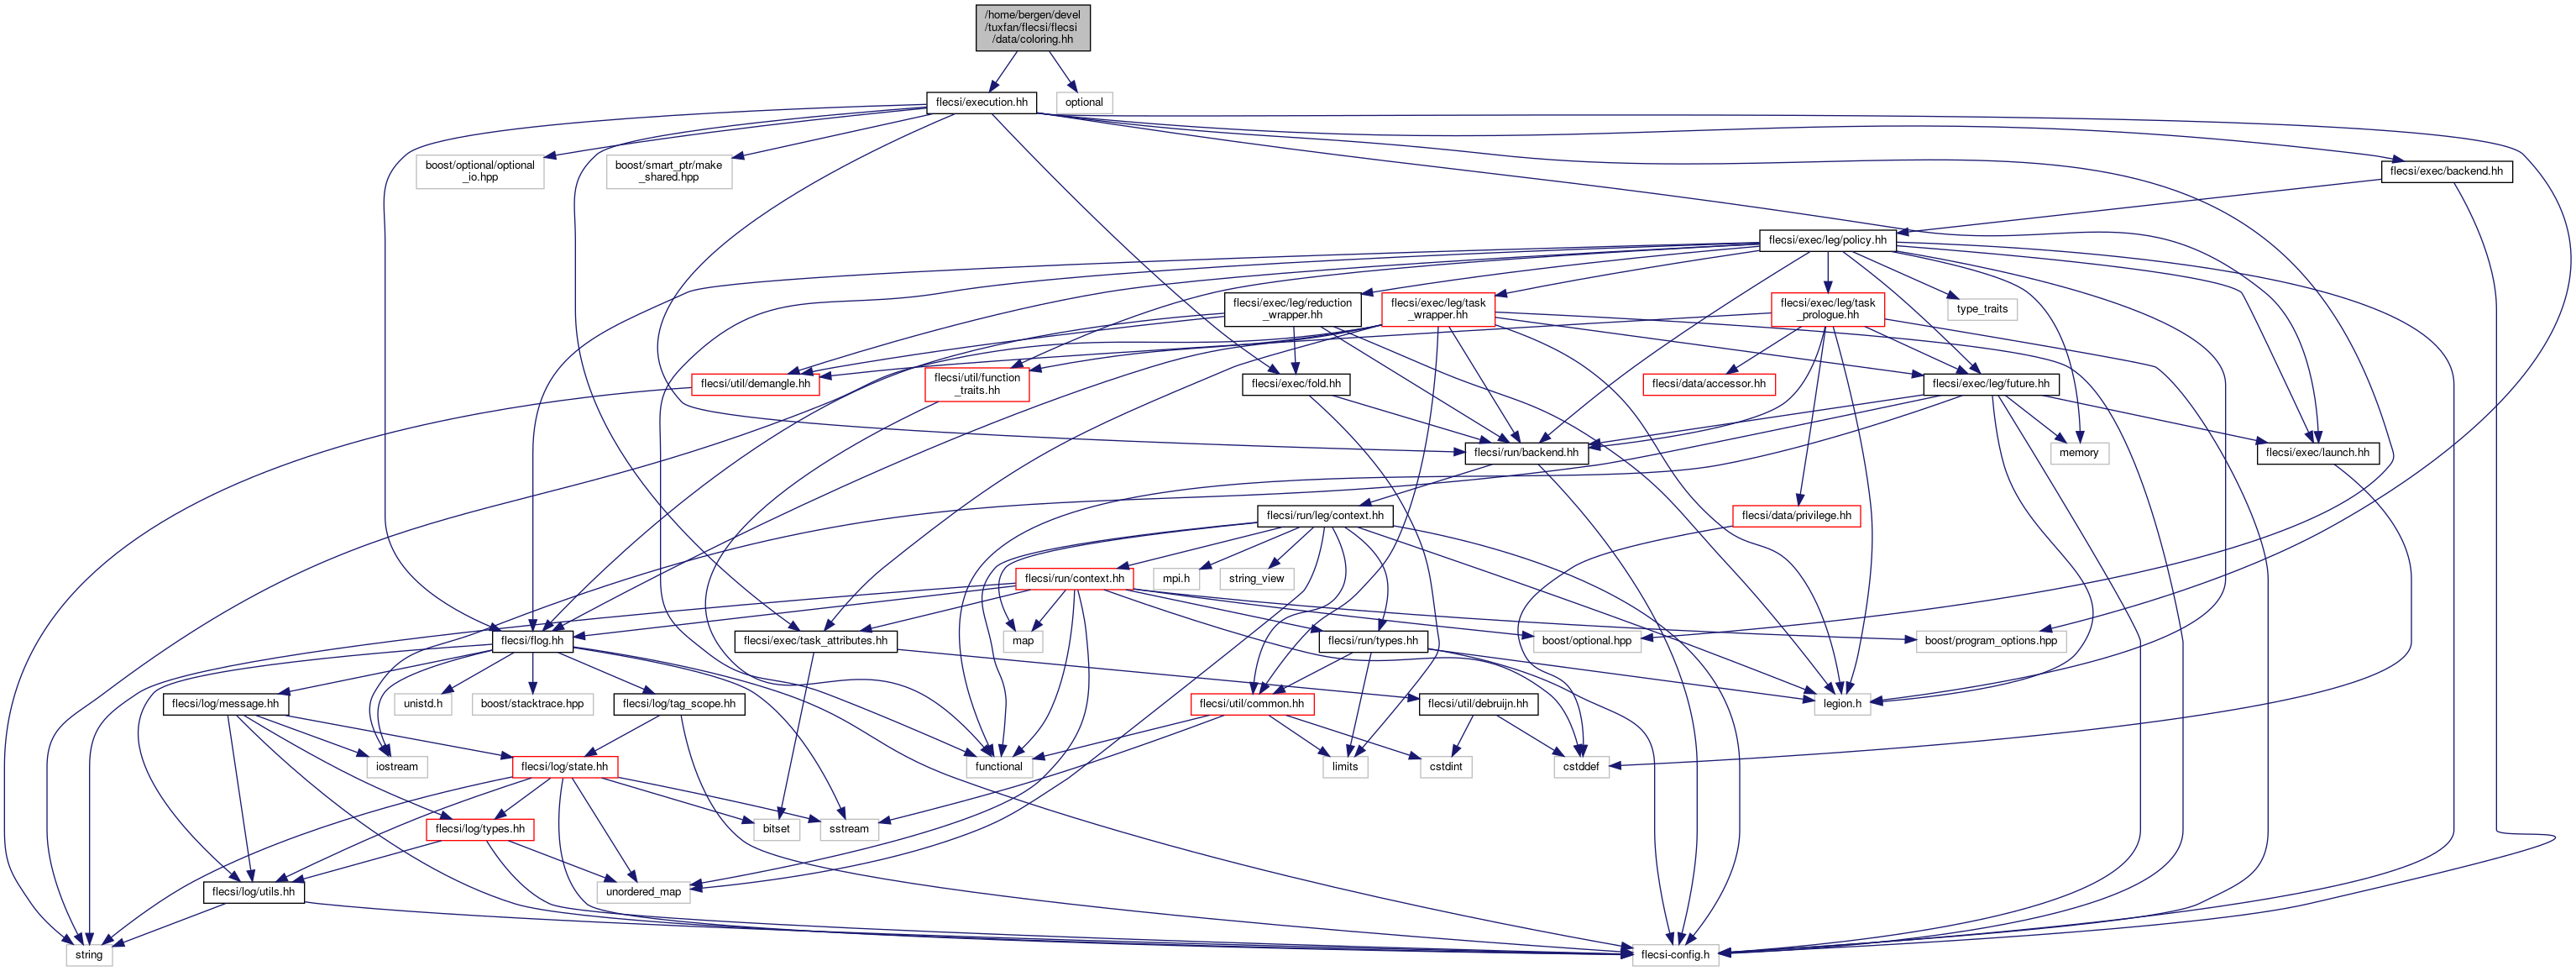 /home/bergen/devel
/tuxfan/flecsi/flecsi
/data/coloring.hh
flecsi/execution.hh
optional
boost/optional/optional
_io.hpp
boost/smart_ptr/make
_shared.hpp
flecsi/exec/backend.hh
flecsi/exec/leg/policy.hh
flecsi/exec/leg/reduction
_wrapper.hh
flecsi/exec/leg/task
_wrapper.hh
flecsi/exec/leg/task
_prologue.hh
type_traits
flecsi/util/demangle.hh
flecsi/util/function
_traits.hh
flecsi/exec/fold.hh
flecsi/data/accessor.hh
flecsi/exec/leg/future.hh
flecsi/run/backend.hh
memory
flecsi/exec/launch.hh
flecsi/run/leg/context.hh
flecsi/data/privilege.hh
flecsi/run/context.hh
mpi.h
string_view
flecsi/flog.hh
flecsi/exec/task_attributes.hh
map
flecsi/run/types.hh
boost/optional.hpp
boost/program_options.hpp
flecsi/log/message.hh
unistd.h
boost/stacktrace.hpp
flecsi/log/tag_scope.hh
flecsi/util/common.hh
flecsi/util/debruijn.hh
legion.h
iostream
flecsi/log/state.hh
functional
limits
cstdint
cstddef
flecsi/log/types.hh
bitset
sstream
flecsi/log/utils.hh
unordered_map
string
flecsi-config.h